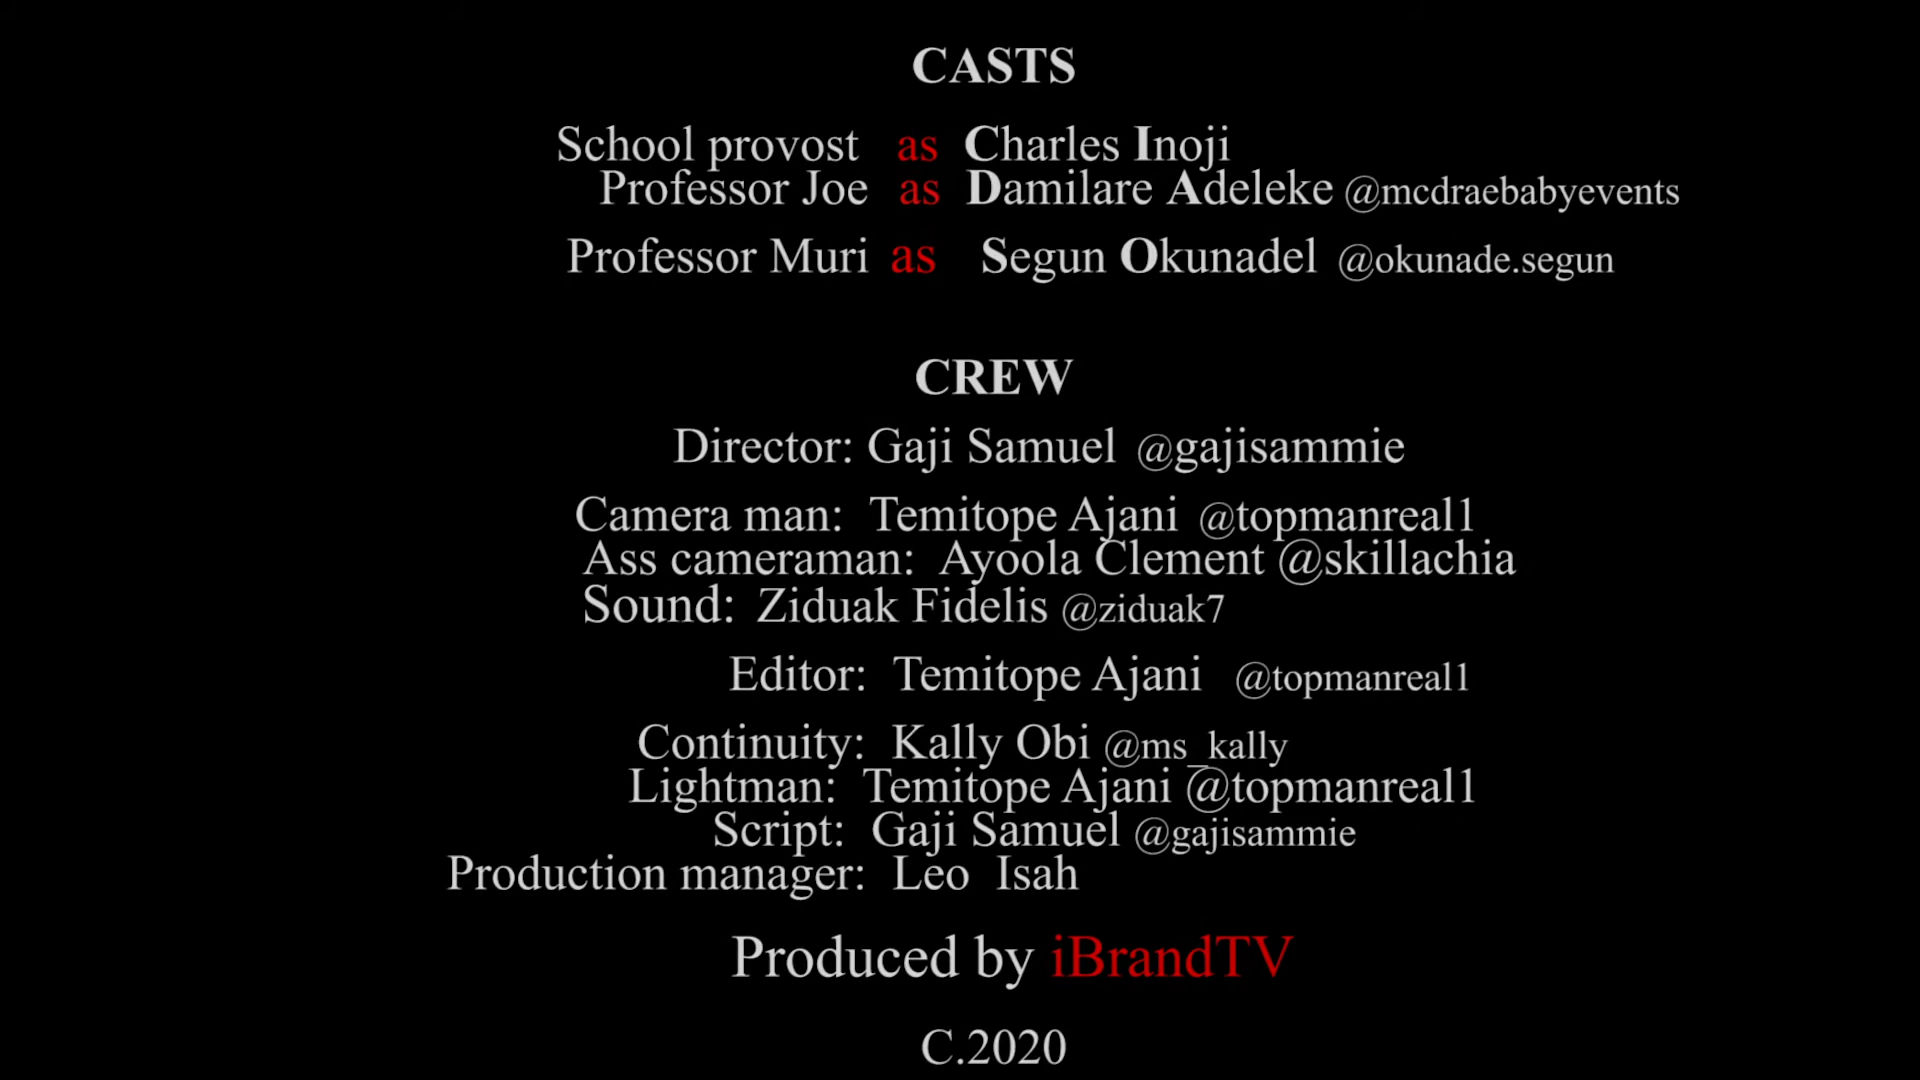 CASTS
School provost as Charles Inoji
Professor Joe as Damilare Adeleke @mcdraebabyevents
Professor Muri as Segun Okunadel @okunade.segun
CREW
Director: Gaji Samuel @gajisammie
Camera man: Temitope Ajani @topmanreal1
Ass cameraman: Ayoola Clement @skillachia
Sound: Ziduak Fidelis @ziduak7
Editor: Temitope Ajani @topmanreal1
Continuity: Kally Obi @ms_kally
Lightman: Temitope Ajani @topmanreal1
Script: Gaji Samuel @gajisammie
Production manager: Leo Isah
Produced by iBrandTV
C.2020